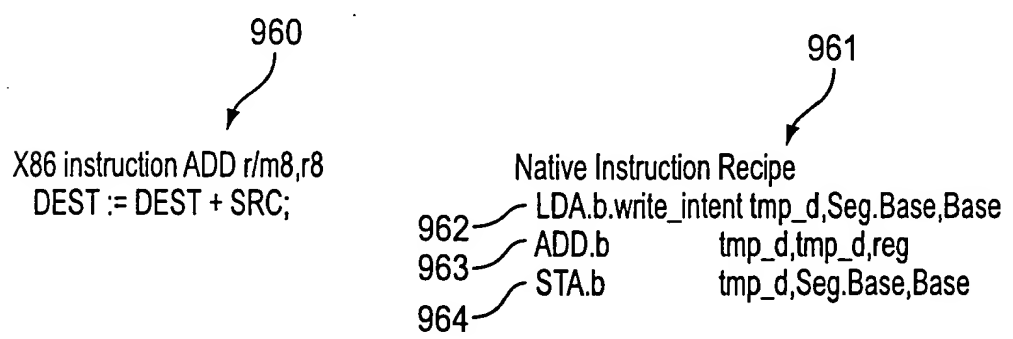 960
961
X86 instruction ADD r/m8,r8
DEST := DEST + SRC;
Native Instruction Recipe
962 LDA.b.write_intent tmp_d,Seg.Base,Base
963 ADD.b tmp_d,tmp_d,reg
964 STA.b tmp_d,Seg.Base,Base